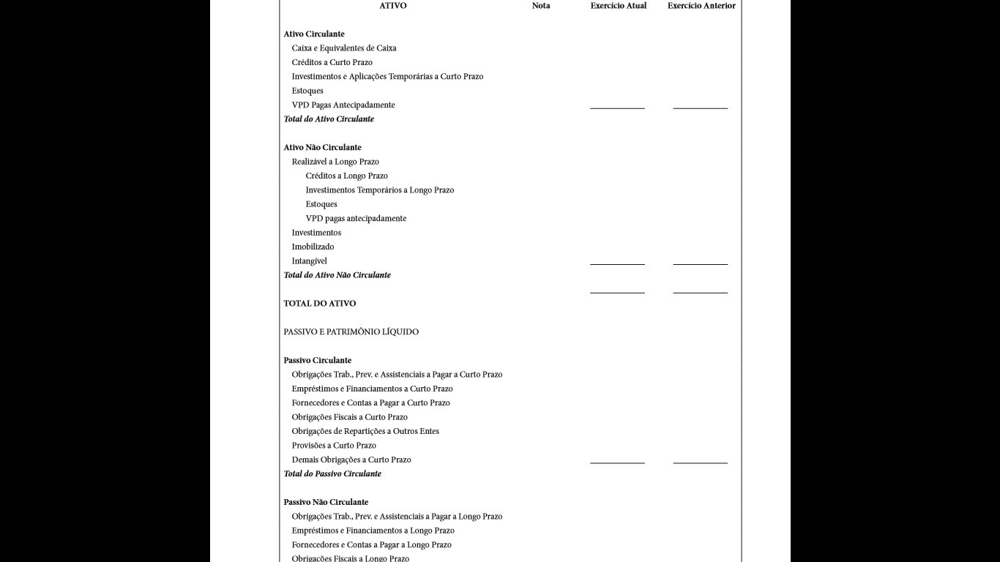 ATIVO Nota Exercício Atual Exercício Anterior
Ativo Circulante
Caixa e Equivalentes de Caixa
Créditos a Curto Prazo
Investimentos e Aplicações Temporárias a Curto Prazo
Estoques
VPD Pagas Antecipadamente
Total do Ativo Circulante
Ativo Não Circulante
Realizável a Longo Prazo
Créditos a Longo Prazo
Investimentos Temporários a Longo Prazo
Estoques
VPD pagas antecipadamente
Investimentos
Imobilizado
Intangível
Total do Ativo Não Circulante
TOTAL DO ATIVO
PASSIVO E PATRIMÔNIO LÍQUIDO
Passivo Circulante
Obrigações Trab., Prev. e Assistenciais a Pagar a Curto Prazo
Empréstimos e Financiamentos a Curto Prazo
Fornecedores e Contas a Pagar a Curto Prazo
Obrigações Fiscais a Curto Prazo
Obrigações de Repartições a Outros Entes
Provisões a Curto Prazo
Demais Obrigações a Curto Prazo
Total do Passivo Circulante
Passivo Não Circulante
Obrigações Trab., Prev. e Assistenciais a Pagar a Longo Prazo
Empréstimos e Financiamentos a Longo Prazo
Fornecedores e Contas a Pagar a Longo Prazo
Obrigações Fiscais a Longo Prazo